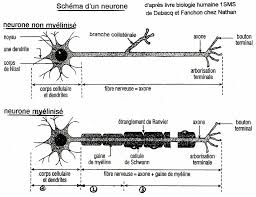 Schéma d'un neurone
d'après livre biologie humaine 1SMS
de Debacq et Fanchon chez Nathan
neurone non myélinisé
branche collatérale
noyau
axone
bouton
terminal
une dendrite
corps
de Nissl
arborisation
terminale
corps cellulaire
et dendrites
fibre nerveuse = axone
neurone myélinisé
étranglement de Ranvier
axone
bouton
terminal
gaine de
myéline
cellule
de Schwann
arborisation
terminale
corps cellulaire
et dendrites
fibre nerveuse = axone + gaine de myéline